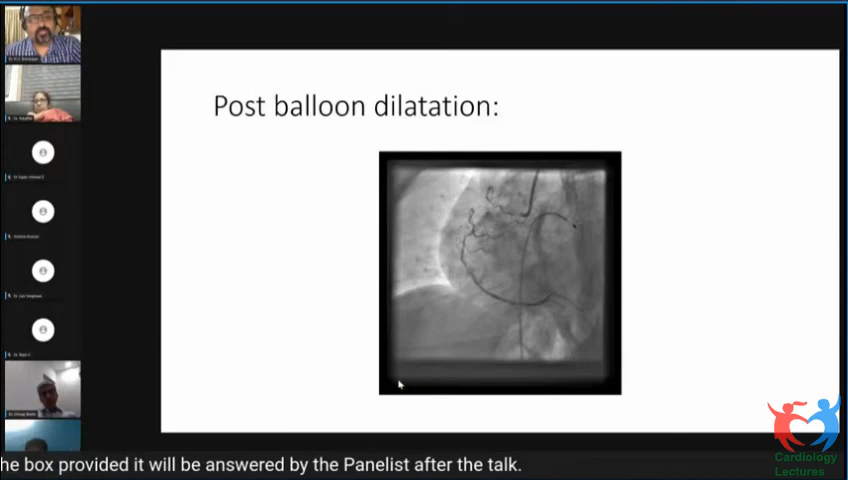 Post balloon dilatation:
he box provided it will be answered by the Panelist after the talk.
Cardiology
Lectures